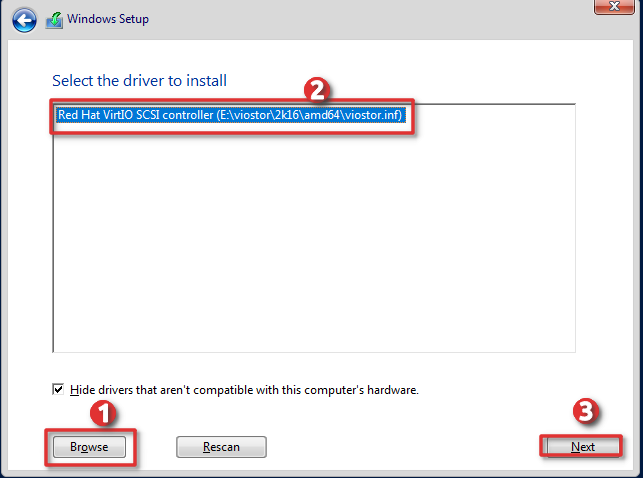 Windows Setup
Select the driver to install
2
Red Hat VirtIO SCSI controller (E:\viostor\2k16\amd64\viostor.inf)
Hide drivers that aren't compatible with this computer's hardware.
1
3
Browse
Rescan
Next